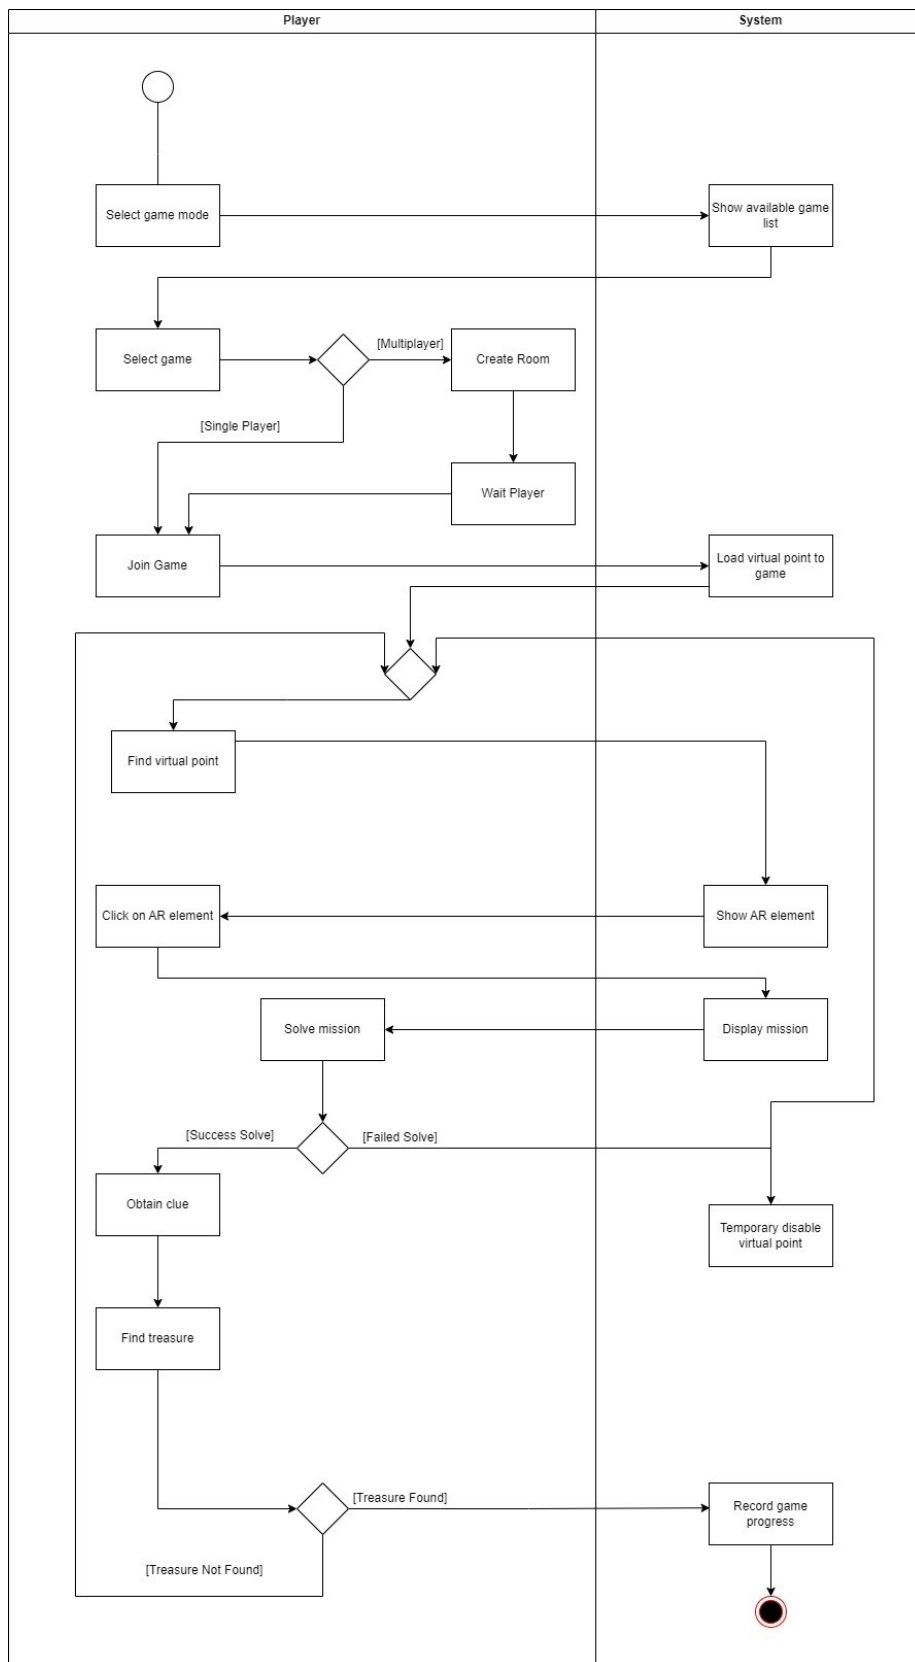 Player
System
Select game mode
Show available game
list
Select game
[Multiplayer]
Create Room
[Single Player]
Wait Player
Join Game
Load virtual point to
game
Find virtual point
Click on AR element
Show AR element
Solve mission
Display mission
[Success Solve]
[Failed Solve]
Obtain clue
Temporary disable
virtual point
Find treasure
[Treasure Found]
Record game
progress
[Treasure Not Found]